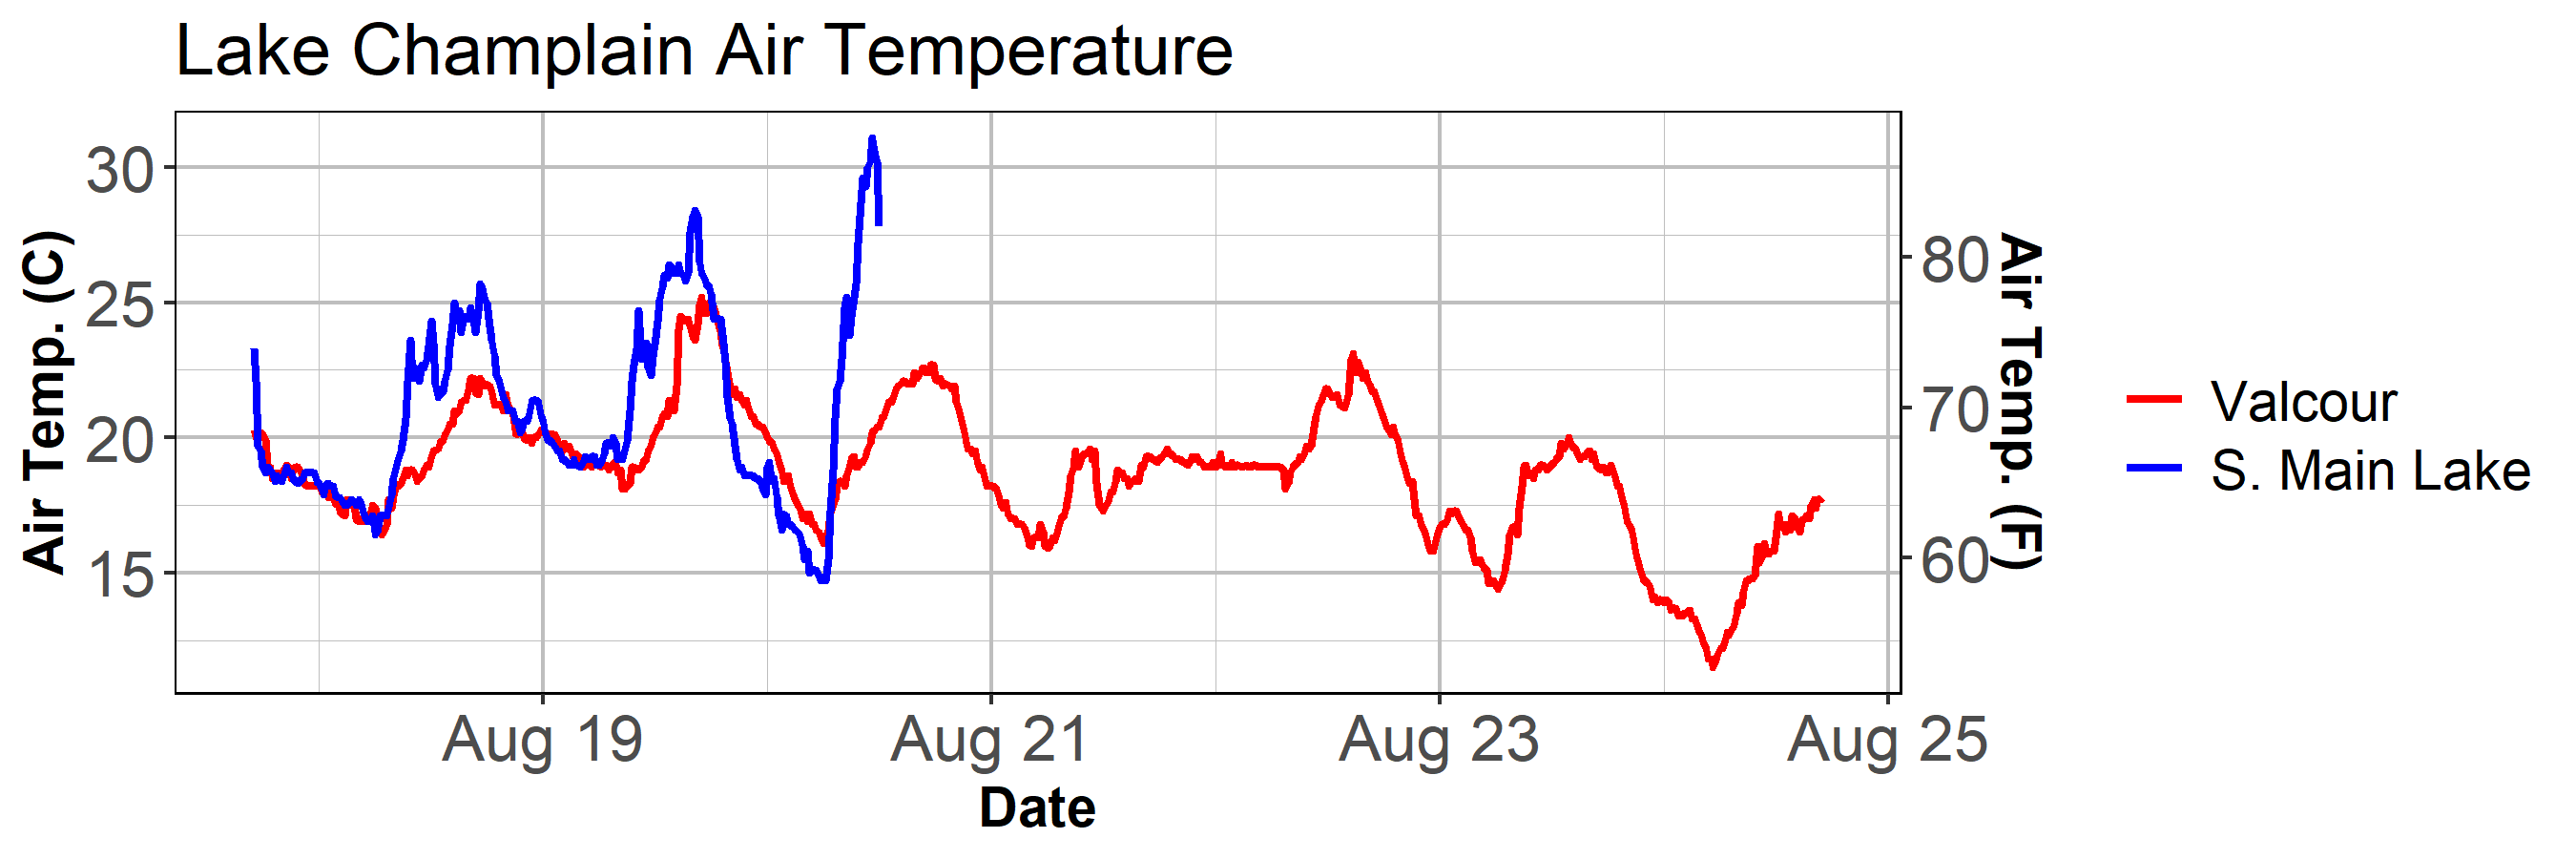 Lake Champlain Air Temperature
Air Temp. (C)
30
25
20
15
80
70
60
Air Temp. (F)
Aug 19
Aug 21
Aug 23
Aug 25
Date
Valcour
S. Main Lake